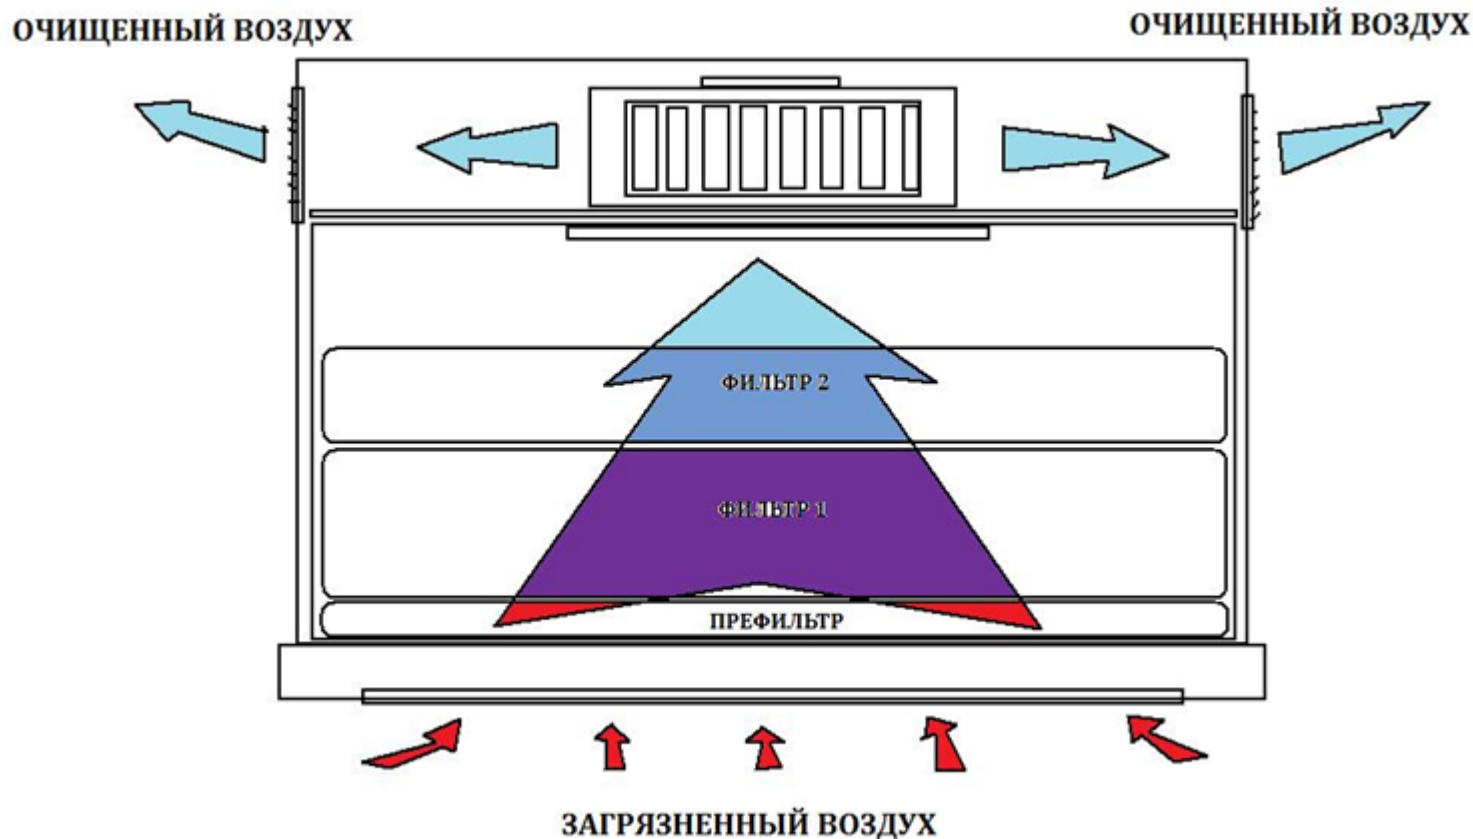 ОЧИЩЕННЫЙ ВОЗДУХ
ОЧИЩЕННЫЙ ВОЗДУХ
ФИЛЬТР 2
ФИЛЬТР 1
ПРЕФИЛЬТР
ЗАГРЯЗНЕННЫЙ ВОЗДУХ